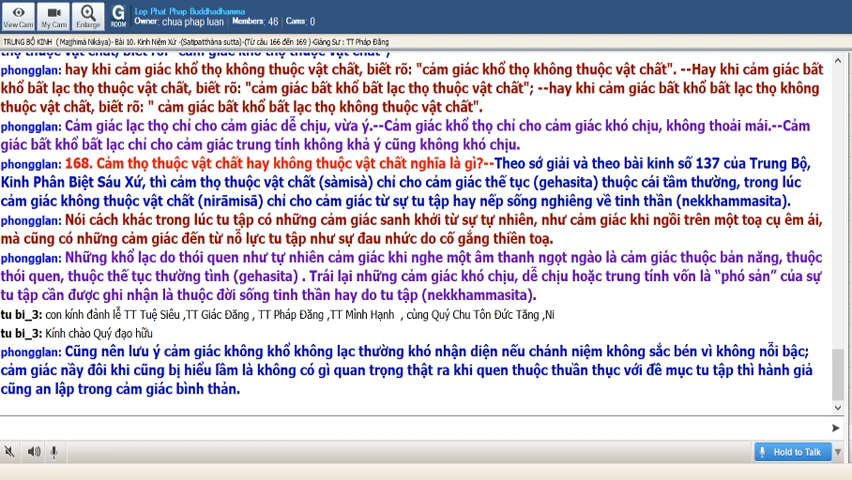 Lop Phat Phap Buddhadhamma
Owner: chua phap luan | Members: 46 | Cams: 0
View Cam
My Cam
Enlarge
G
ROOM
TRUNG BỘ KINH ( Majjhimà Nikàya)- Bài 10. Kinh Niệm Xứ -(Satipatthàna sutta)-(Từ câu 166 đến 169 )-Giảng Sư : TT Pháp Đăng
phongglan: hay khi cảm giác khổ thọ không thuộc vật chất, biết rõ: "cảm giác khổ thọ không thuộc vật chất". --Hay khi cảm giác bất
khổ bất lạc thọ thuộc vật chất, biết rõ: "cảm giác bất khổ bất lạc thọ thuộc vật chất"; --hay khi cảm giác bất khổ bất lạc thọ không
thuộc vật chất, biết rõ: " cảm giác bất khổ bất lạc thọ không thuộc vật chất".
phongglan: Cảm giác lạc thọ chỉ cho cảm giác dễ chịu, vừa ý.--Cảm giác khổ thọ chỉ cho cảm giác khó chịu, không thoải mái.--Cảm
giác bất khổ bất lạc chỉ cho cảm giác trung tính không khả ý cũng không khó chịu.
phongglan: 168. Cảm thọ thuộc vật chất hay không thuộc vật chất nghĩa là gì?--Theo sớ giải và theo bài kinh số 137 của Trung Bộ,
Kinh Phân Biệt Sáu Xứ, thì cảm thọ thuộc vật chất (sàmisà) chỉ cho cảm giác thế tục (gehasita) thuộc cái tầm thường, trong lúc
cảm giác không thuộc vật chất (nirāmisā) chỉ cho cảm giác từ sự tu tập hay nếp sống nghiêng về tinh thần (nekkhammasita).
phongglan: Nói cách khác trong lúc tu tập có những cảm giác sanh khởi từ sự tự nhiên, như cảm giác khi ngồi trên một toạ cụ êm ái,
mà cũng có những cảm giác đến từ nỗ lực tu tập như sự đau nhức do cố gắng thiền toạ.
phongglan: Những khổ lạc do thói quen như tự nhiên cảm giác khi nghe một âm thanh ngọt ngào là cảm giác thuộc bản năng, thuộc
thói quen, thuộc thế tục thường tình (gehasita) . Trái lại những cảm giác khó chịu, dễ chịu hoặc trung tính vốn là “phó sản” của sự
tu tập cần được ghi nhận là thuộc đời sống tinh thần hay do tu tập (nekkhammasita).
tu bi_3: con kính đảnh lễ TT Tuệ Siêu ,TT Giác Đăng , TT Pháp Đăng ,TT Mình Hạnh , cùng Quý Chu Tôn Đức Tăng ,Ni
tu bi_3: Kính chào Quý đạo hữu
phongglan: Cũng nên lưu ý cảm giác không khổ không lạc thường khó nhận diện nếu chánh niệm không sắc bén vì không nỗi bậc;
cảm giác nầy đôi khi cũng bị hiểu lầm là không có gì quan trọng thật ra khi quen thuộc thuần thục với đề mục tu tập thì hành giả
cũng an lập trong cảm giác bình thản.
Hold to Talk